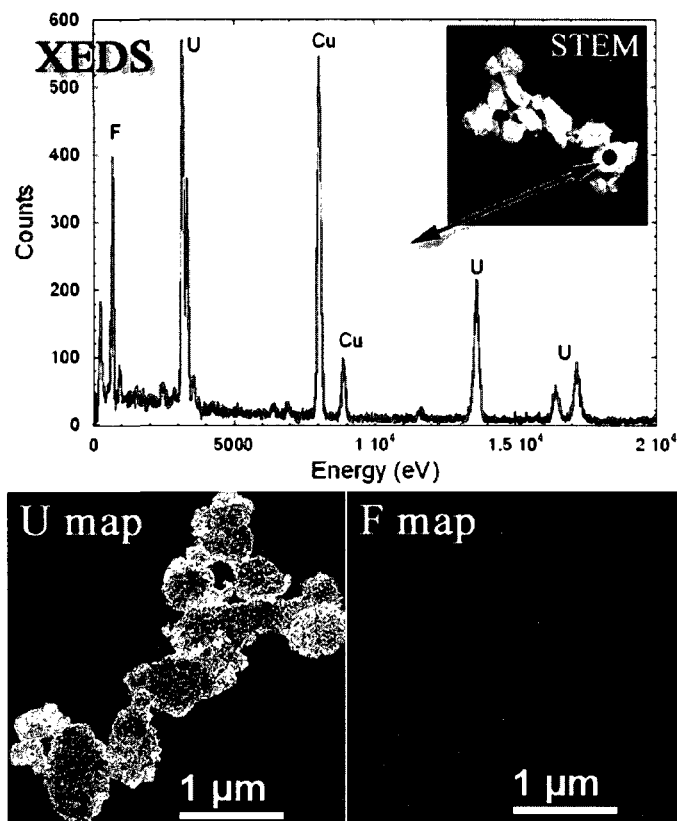 XEDS
STEM
600
500
400
300
200
100
0
Counts
F
U
Cu
Cu
U
U
0
5000
1 10⁴
1.5 10⁴
2 10⁴
Energy (eV)
U map
F map
1 µm
1 µm